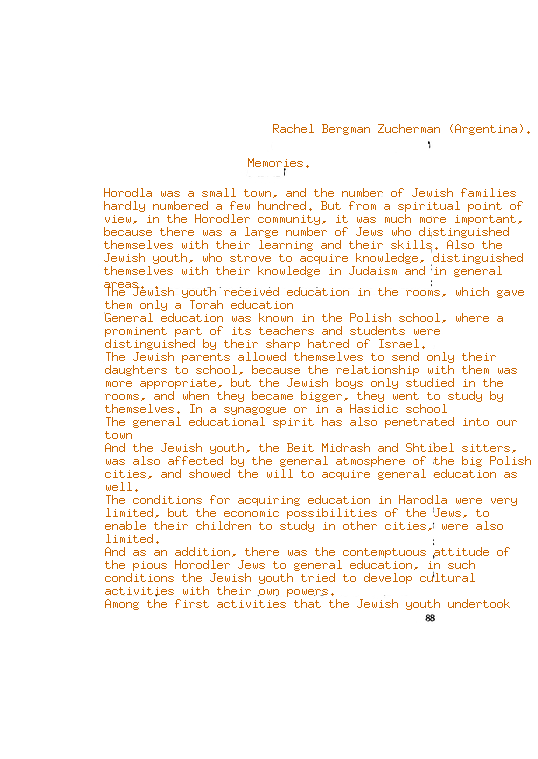 Rachel Bergman Zucherman (Argentina).
Memories.
Horodla was a small town, and the number of Jewish families
hardly numbered a few hundred. But from a spiritual point of
view, in the Horodler community, it was much more important,
because there was a large number of Jews who distinguished
themselves with their learning and their skills. Also the
Jewish youth, who strove to acquire knowledge, distinguished
themselves with their knowledge in Judaism and in general
areas.
The Jewish youth received education in the rooms, which gave
them only a Torah education
General education was known in the Polish school, where a
prominent part of its teachers and students were
distinguished by their sharp hatred of Israel.
The Jewish parents allowed themselves to send only their
daughters to school, because the relationship with them was
more appropriate, but the Jewish boys only studied in the
rooms, and when they became bigger, they went to study by
themselves. In a synagogue or in a Hasidic school
The general educational spirit has also penetrated into our
town
And the Jewish youth, the Beit Midrash and Shtibel sitters,
was also affected by the general atmosphere of the big Polish
cities, and showed the will to acquire general education as
well.
The conditions for acquiring education in Harodla were very
limited, but the economic possibilities of the Jews, to
enable their children to study in other cities, were also
limited.
And as an addition, there was the contemptuous attitude of
the pious Horodler Jews to general education, in such
conditions the Jewish youth tried to develop cultural
activities with their own powers.
Among the first activities that the Jewish youth undertook
88